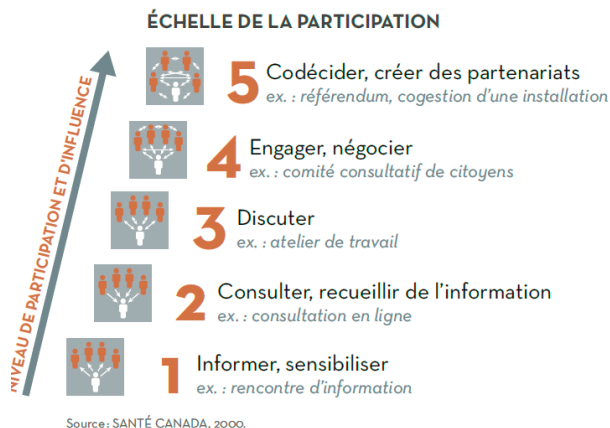 ÉCHELLE DE LA PARTICIPATION
NIVEAU DE PARTICIPATION ET D'INFLUENCE
5 Codécider, créer des partenariats
ex. : référendum, cogestion d'une installation
4 Engager, négocier
ex. : comité consultatif de citoyens
3 Discuter
ex. : atelier de travail
2 Consulter, recueillir de l'information
ex. : consultation en ligne
1 Informer, sensibiliser
ex. : rencontre d'information
Source: SANTÉ CANADA, 2000.